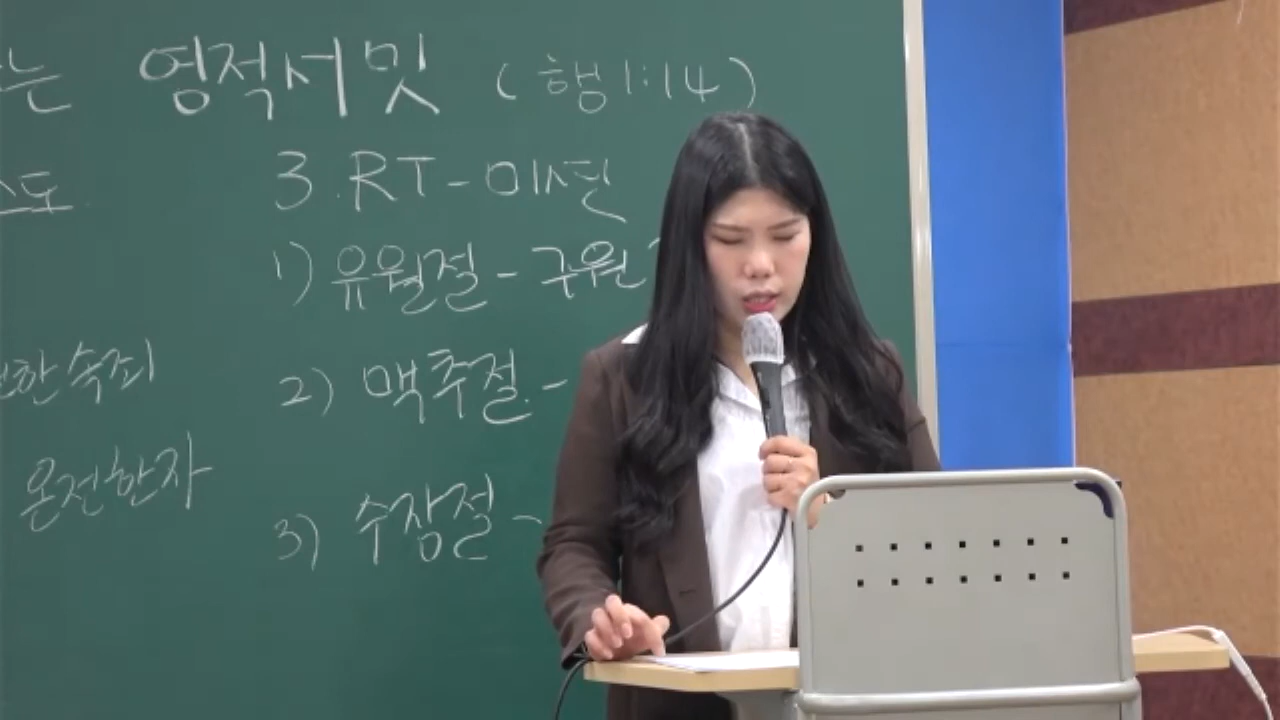 는 영적서밋 (행1:14)
스도
3. RT - 미션
1) 유월절 - 구원
한 속죄
2) 맥추절 -
온전한 자
3) 수장절 -